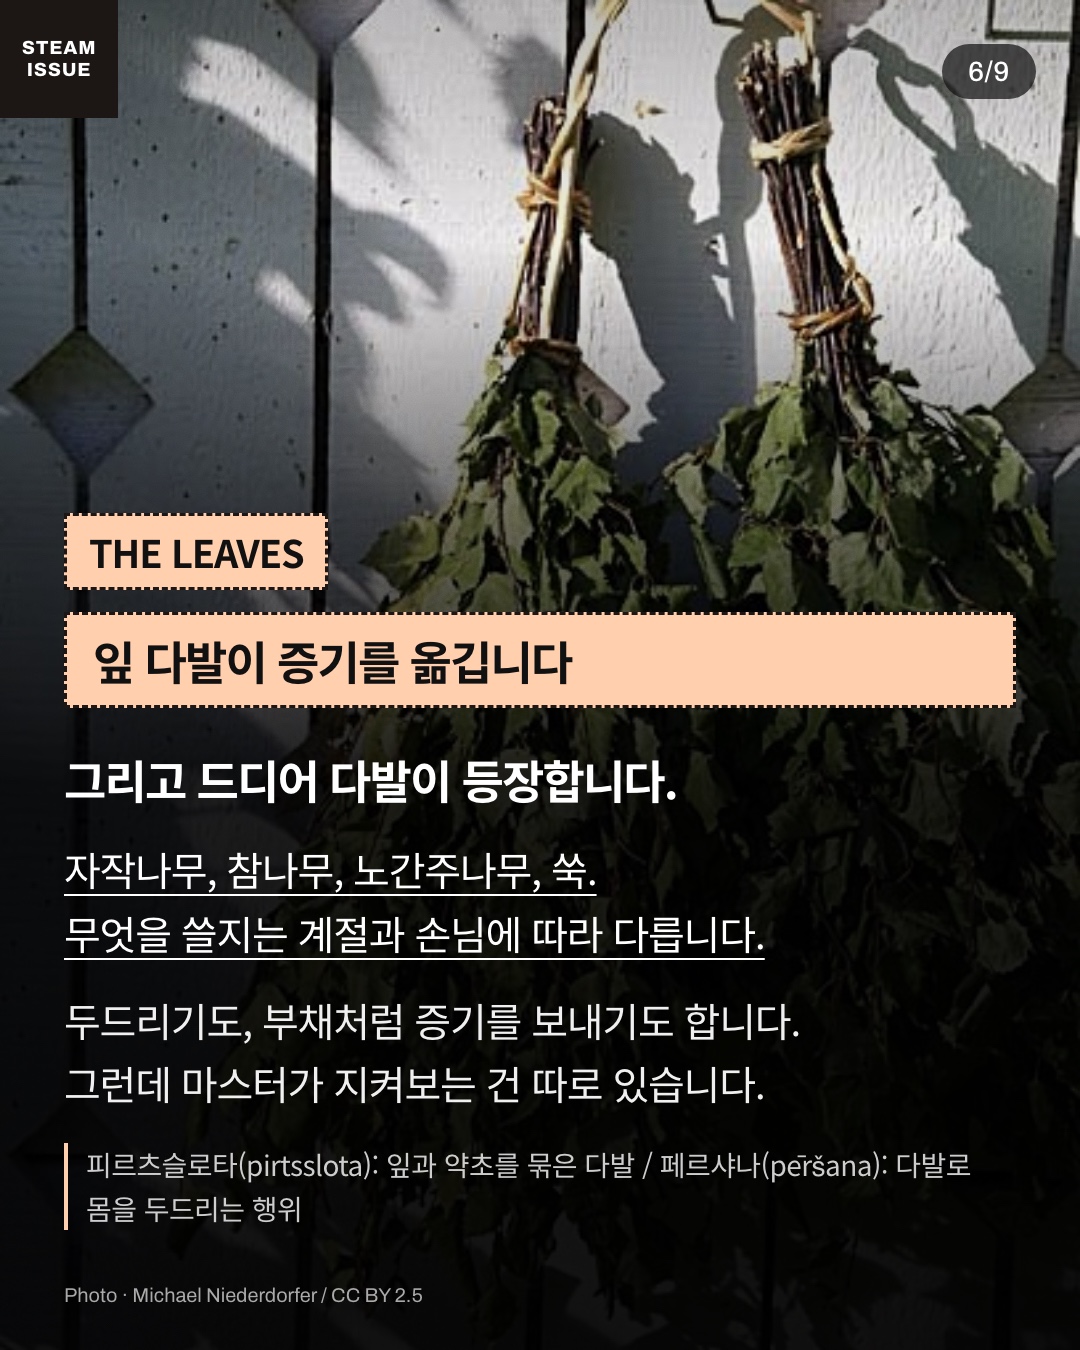 STEAM
ISSUE
6/9
THE LEAVES
잎 다발이 증기를 옮깁니다
그리고 드디어 다발이 등장합니다.
자작나무, 참나무, 노간주나무, 쑥.
무엇을 쓸지는 계절과 손님에 따라 다릅니다.
두드리기도, 부채처럼 증기를 보내기도 합니다.
그런데 마스터가 지켜보는 건 따로 있습니다.
피르츠슬로타(pirtsslota): 잎과 약초를 묶은 다발 / 페르샤나(pēršana): 다발로
몸을 두드리는 행위
Photo · Michael Niederdorfer / CC BY 2.5